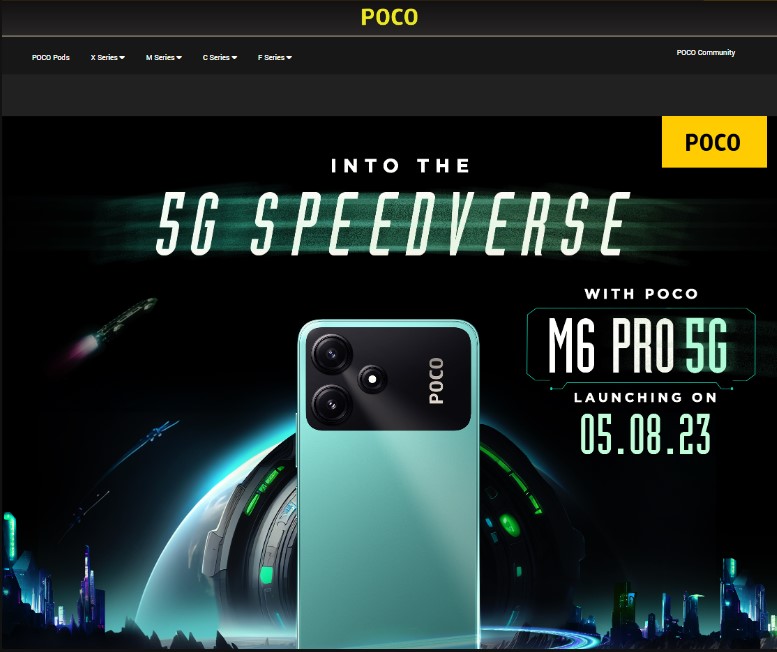 POCO
POCO Pods X Series M Series C Series F Series POCO Community
POCO
INTO THE
5G SPEEDVERSE
WITH POCO
M6 PRO 5G
LAUNCHING ON
05.08.23
POCO